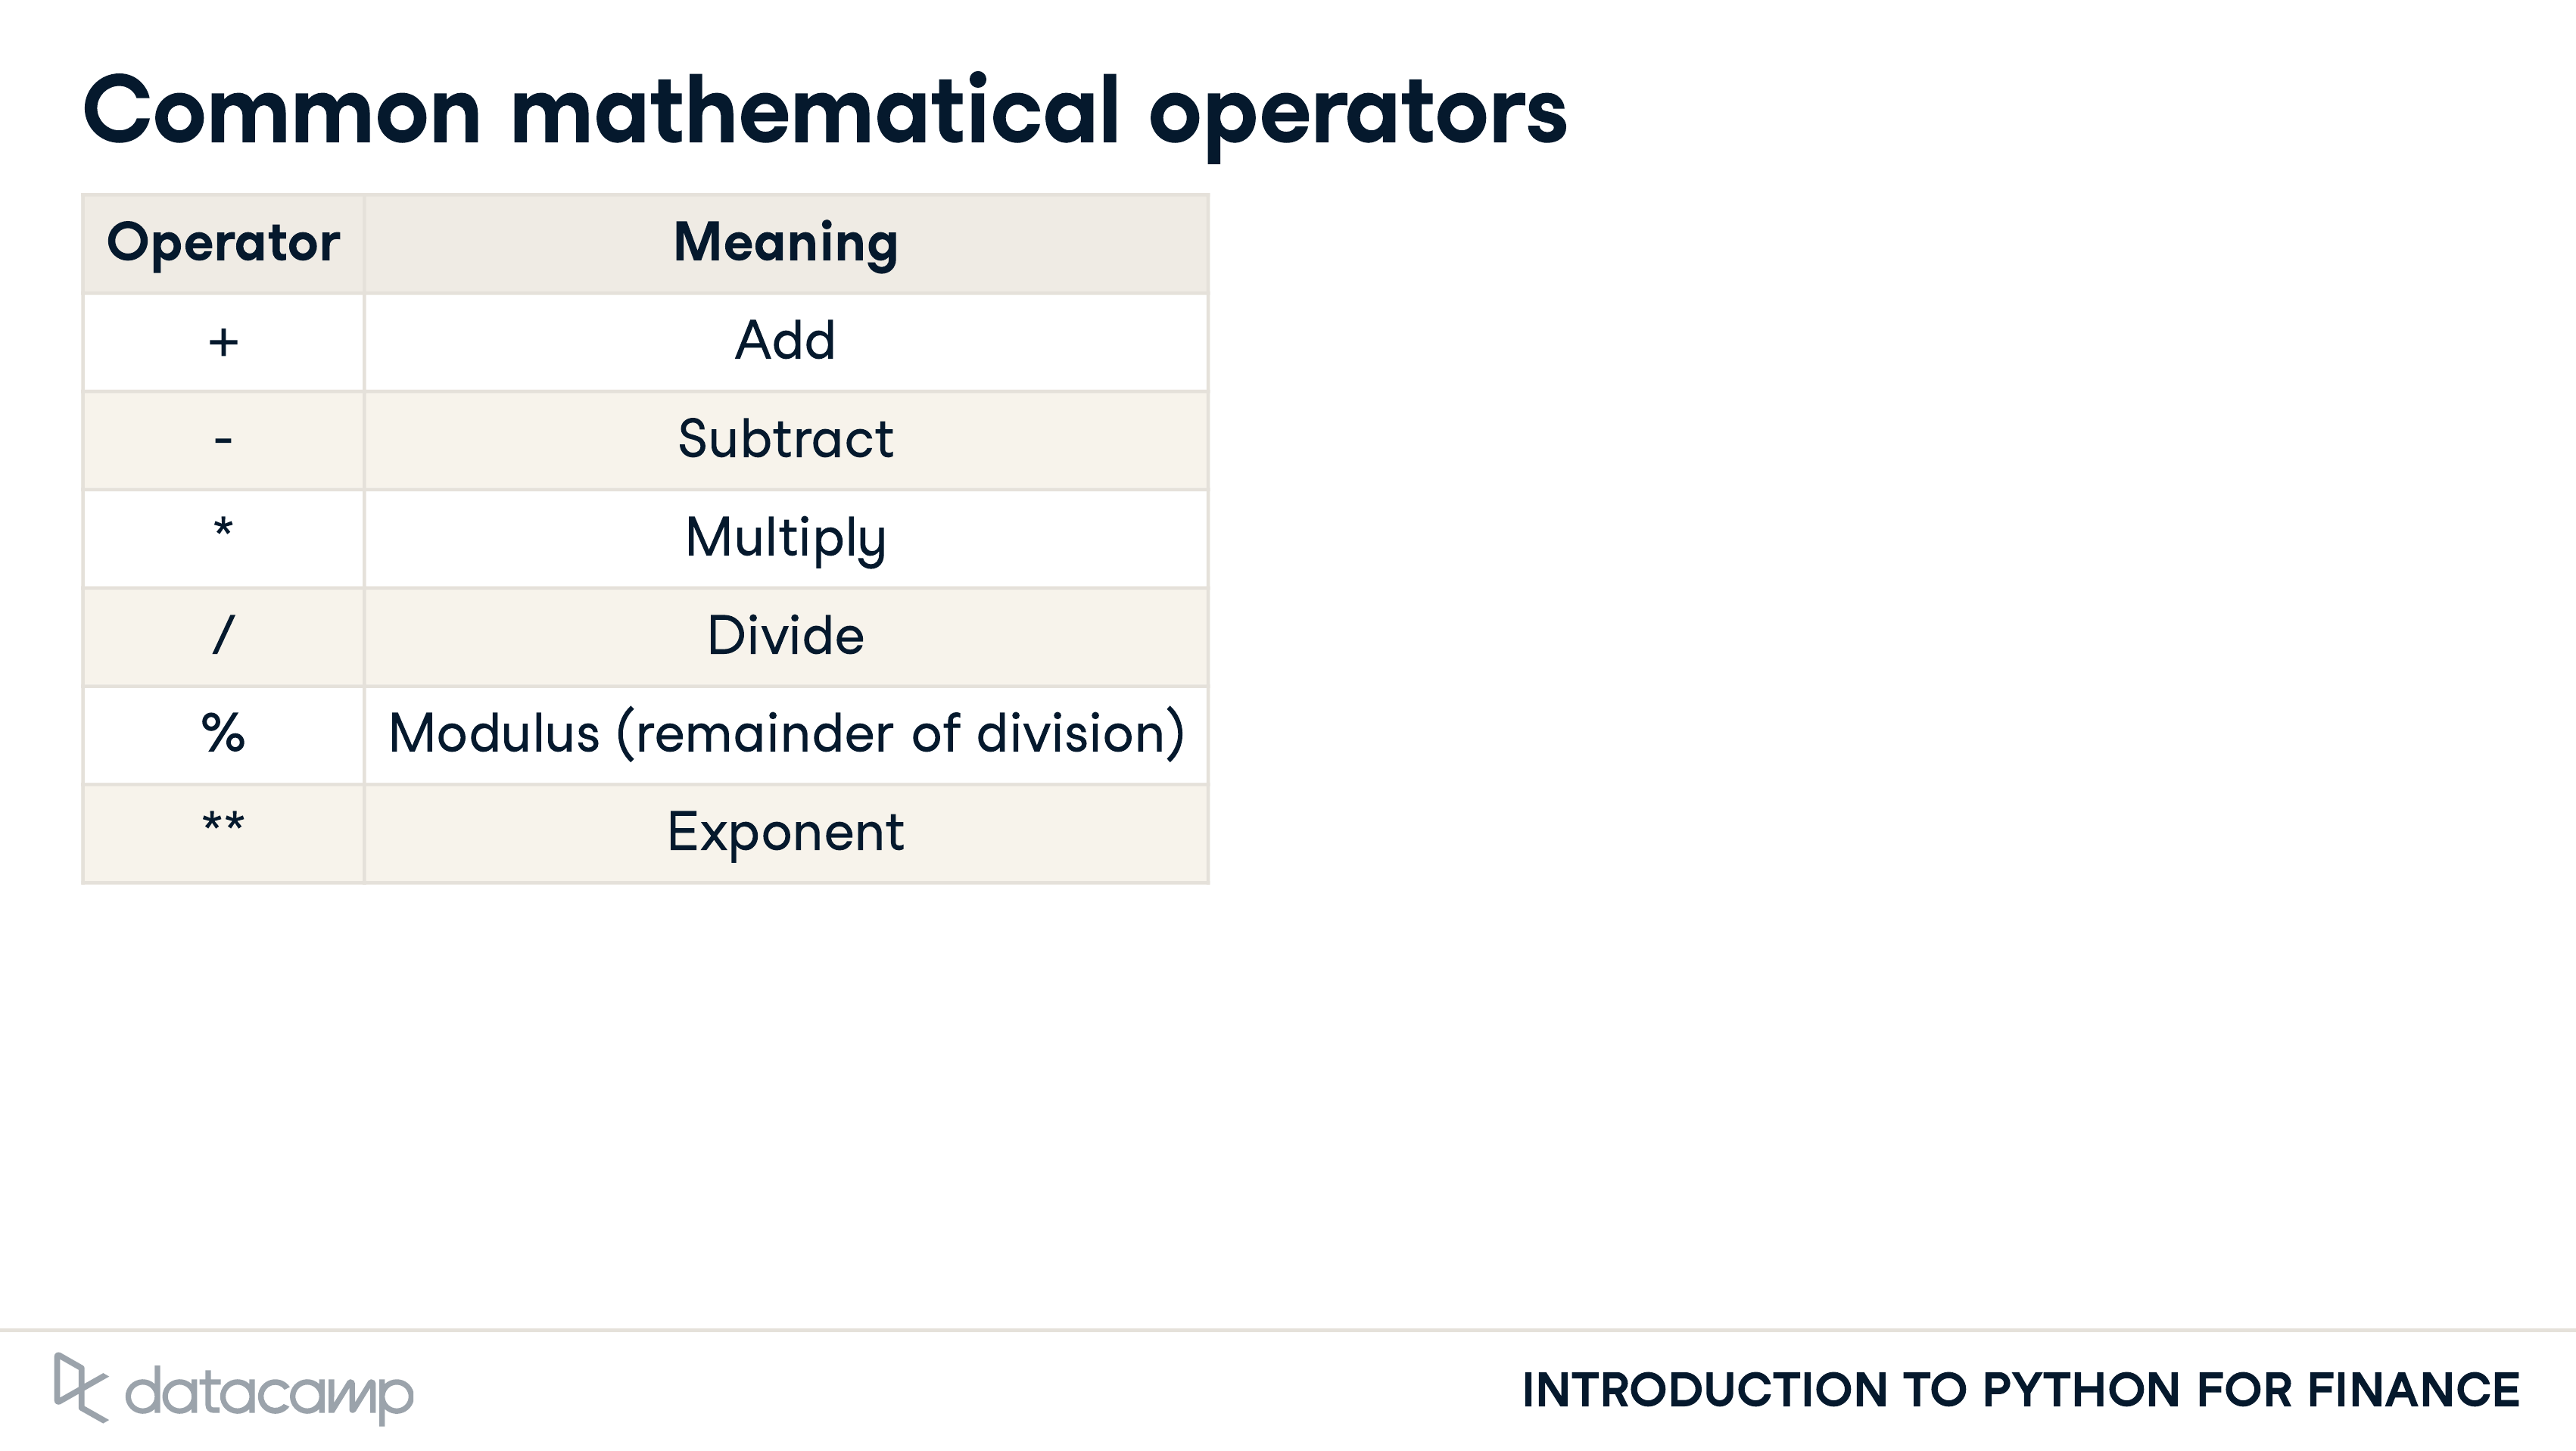 Common mathematical operators
Operator Meaning
+ Add
- Subtract
* Multiply
/ Divide
% Modulus (remainder of division)
** Exponent
datacamp
INTRODUCTION TO PYTHON FOR FINANCE